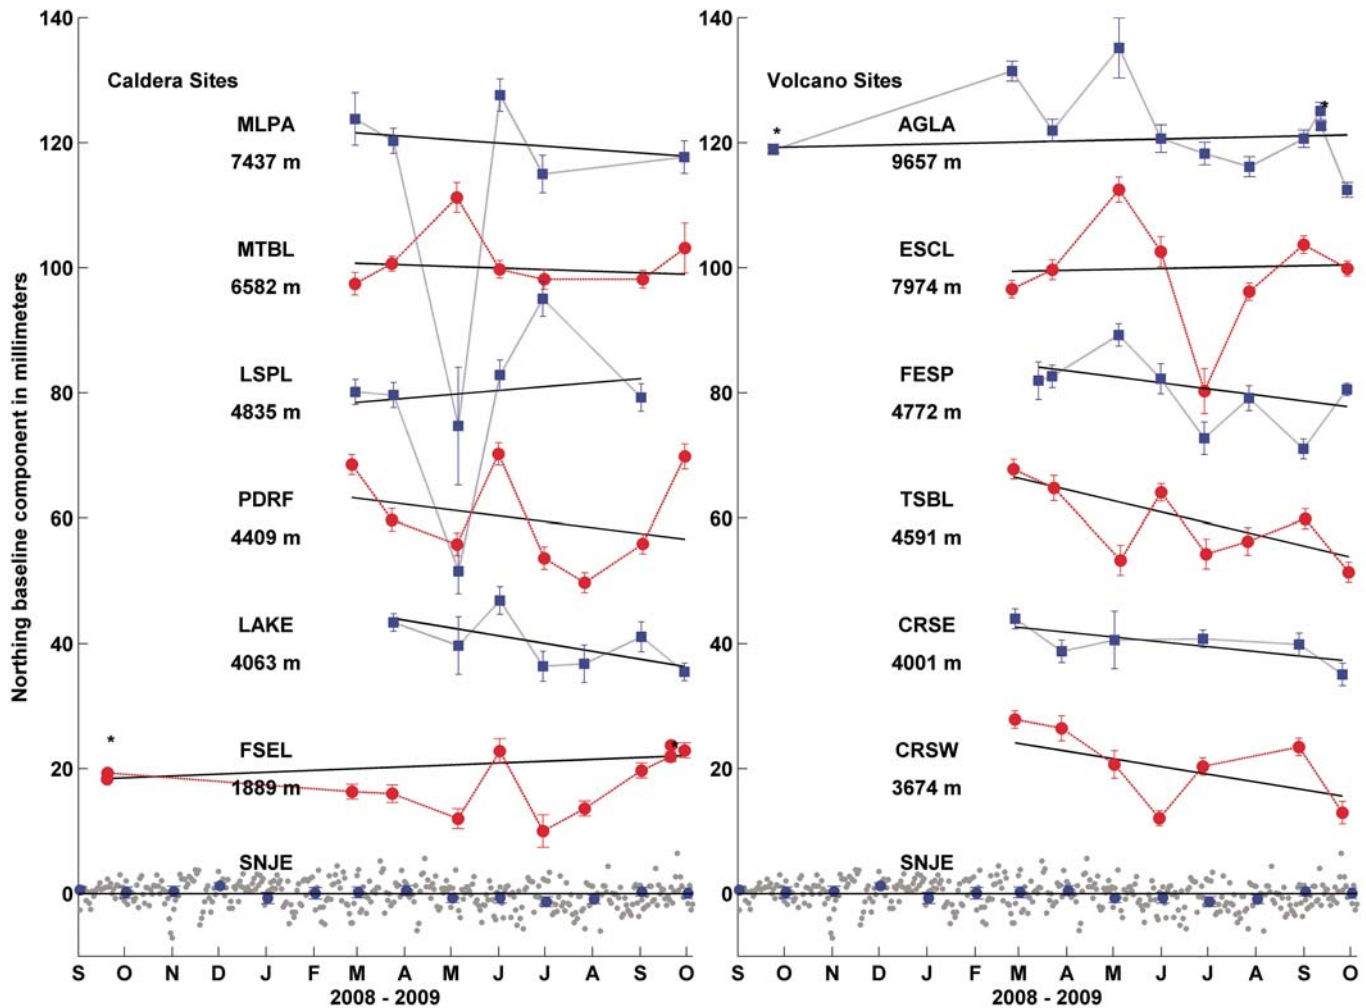 Northing baseline component in millimeters
140
120
100
80
60
40
20
0
Caldera Sites
MLPA
7437 m
MTBL
6582 m
LSPL
4835 m
PDRF
4409 m
LAKE
4063 m
*
*
FSEL
1889 m
SNJE
S O N D J F M A M J J A S O
2008 - 2009
140
120
100
80
60
40
20
0
Volcano Sites
*
*
AGLA
9657 m
ESCL
7974 m
FESP
4772 m
TSBL
4591 m
CRSE
4001 m
CRSW
3674 m
SNJE
S O N D J F M A M J J A S O
2008 - 2009